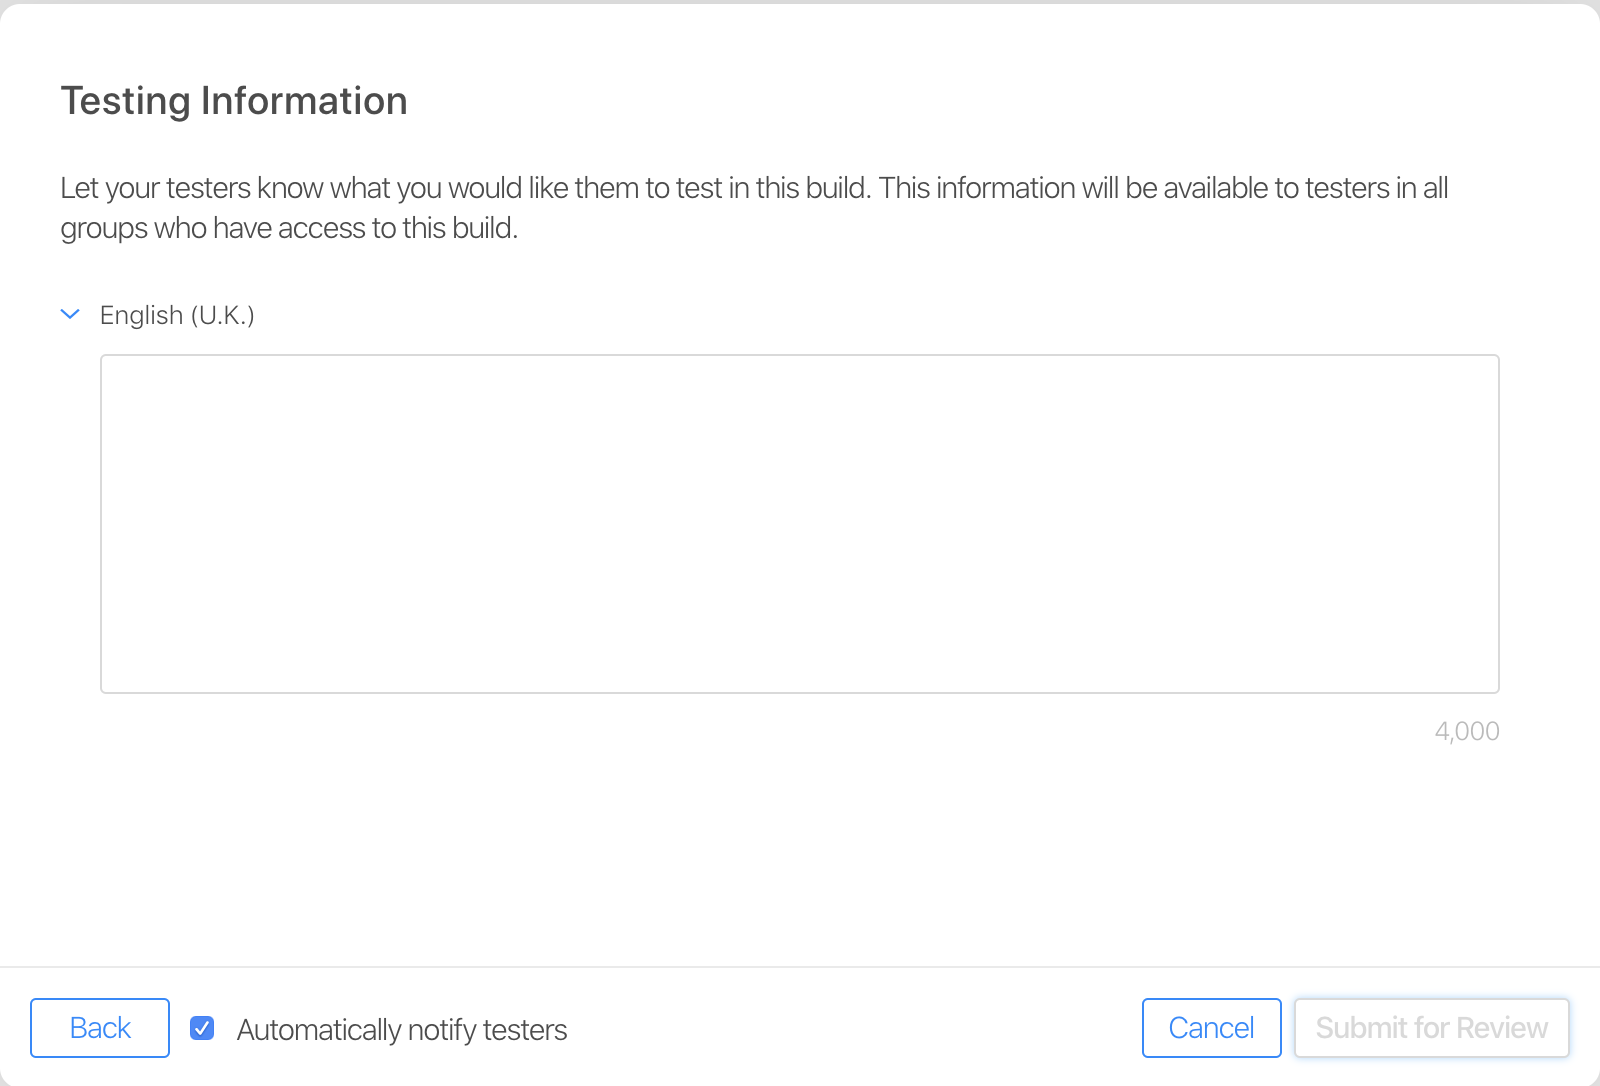 Testing Information
Let your testers know what you would like them to test in this build. This information will be available to testers in all
groups who have access to this build.
English (U.K.)
4,000
Back
Automatically notify testers
Cancel
Submit for Review